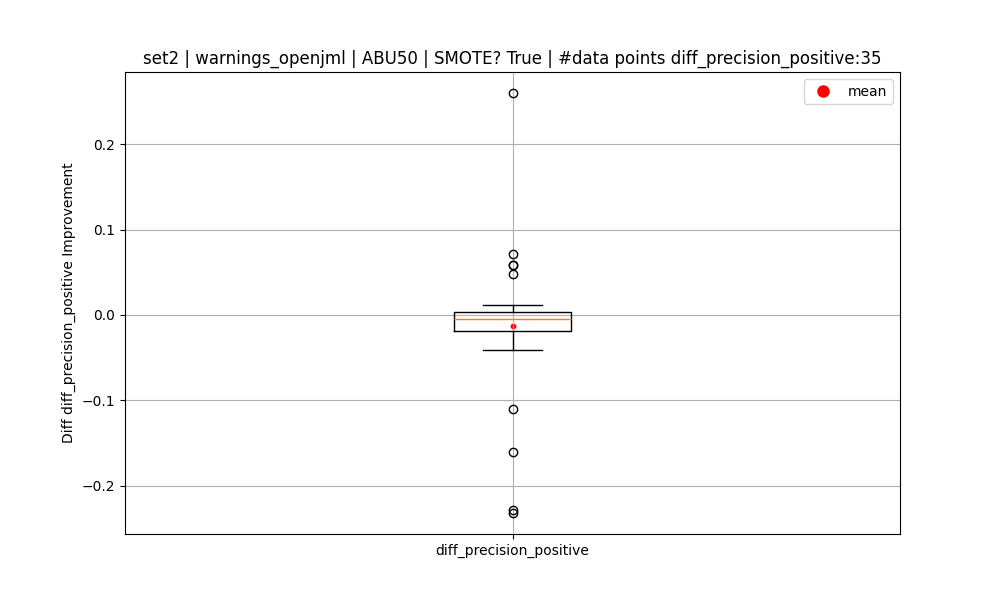 set2 | warnings_openjml | ABU50 | SMOTE? True | #data points diff_precision_positive:35
mean
Diff diff_precision_positive Improvement
0.2
0.1
0.0
−0.1
−0.2
diff_precision_positive